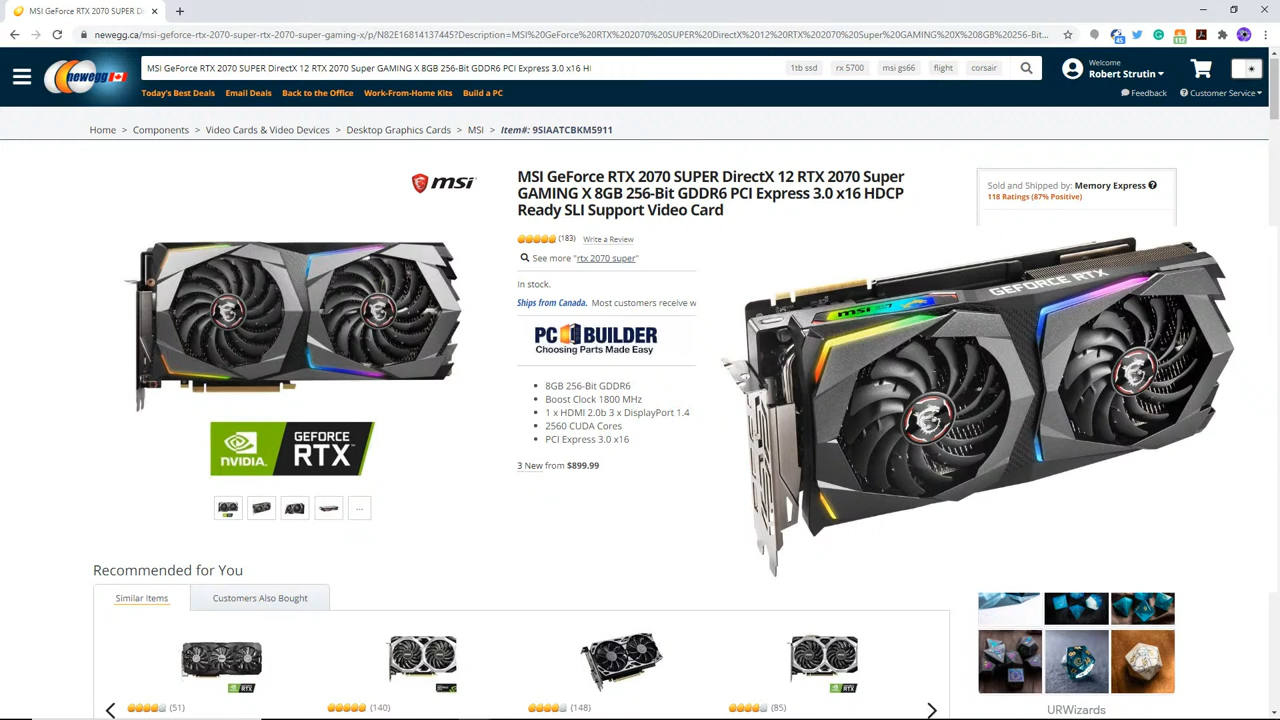 MSI GeForce RTX 2070 SUPER Di
newegg.ca/msi-geforce-rtx-2070-super-rtx-2070-super-gaming-x/p/N82E16814137445?Description=MSI%20GeForce%20RTX%202070%20SUPER%20DirectX%2012%20RTX%202070%20Super%20GAMING%20X%208GB%20256-Bit...
newegg
MSI GeForce RTX 2070 SUPER DirectX 12 RTX 2070 Super GAMING X 8GB 256-Bit GDDR6 PCI Express 3.0 x16 HI
1tb ssd rx 5700 msi gs66 flight corsair
Welcome
Robert Strutin
Today's Best Deals Email Deals Back to the Office Work-From-Home Kits Build a PC
Feedback Customer Service
Home > Components > Video Cards & Video Devices > Desktop Graphics Cards > MSI > Item#: 9SIAATCBKM5911
msi
MSI GeForce RTX 2070 SUPER DirectX 12 RTX 2070 Super
GAMING X 8GB 256-Bit GDDR6 PCI Express 3.0 x16 HDCP
Ready SLI Support Video Card
Sold and Shipped by: Memory Express
118 Ratings (87% Positive)
(183) Write a Review
See more "rtx 2070 super"
In stock.
Ships from Canada. Most customers receive w
PC BUILDER
Choosing Parts Made Easy
8GB 256-Bit GDDR6
Boost Clock 1800 MHz
1 x HDMI 2.0b 3 x DisplayPort 1.4
2560 CUDA Cores
PCI Express 3.0 x16
3 New from $899.99
GEFORCE RTX
msi
NVIDIA.
GEFORCE
RTX
...
Recommended for You
Similar Items Customers Also Bought
(51) (140) (148) (85)
URWizards